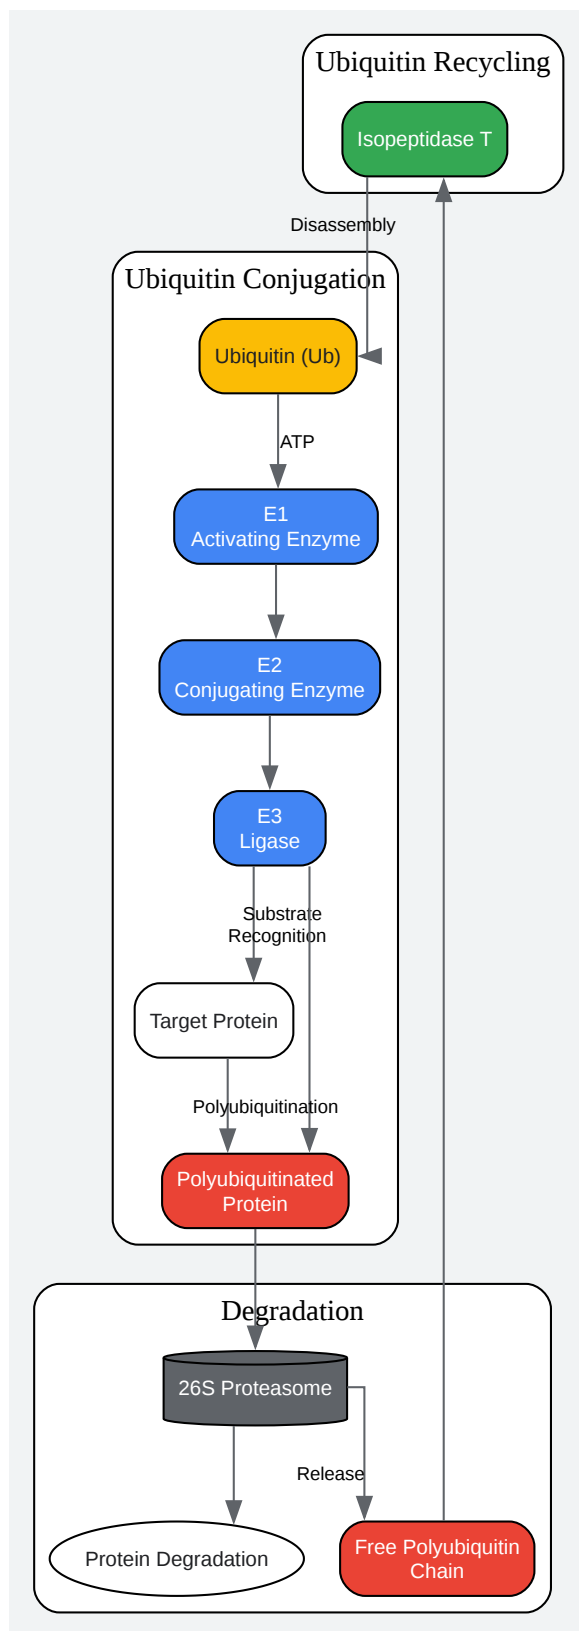 Ubiquitin Recycling
Isopeptidase T
Disassembly
Ubiquitin Conjugation
Ubiquitin (Ub)
ATP
E1
Activating Enzyme
E2
Conjugating Enzyme
E3
Ligase
Substrate
Recognition
Target Protein
Polyubiquitination
Polyubiquitinated
Protein
Degradation
26S Proteasome
Release
Protein Degradation
Free Polyubiquitin
Chain